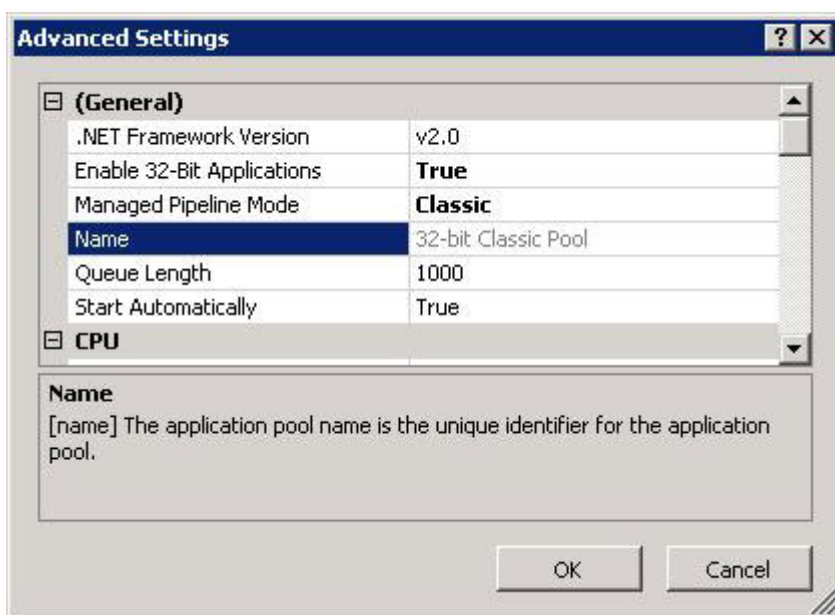 Advanced Settings
(General)
.NET Framework Version v2.0
Enable 32-Bit Applications True
Managed Pipeline Mode Classic
Name 32-bit Classic Pool
Queue Length 1000
Start Automatically True
CPU
Name
[name] The application pool name is the unique identifier for the application
pool.
OK Cancel